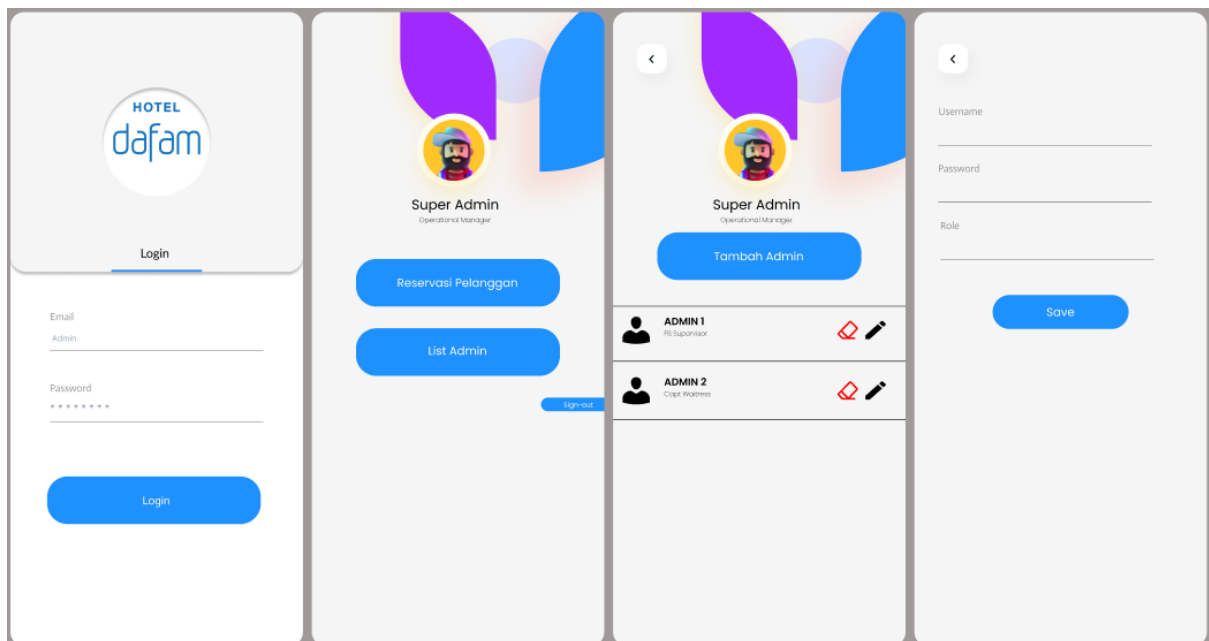 HOTEL
dafam
Login
Email
Admin
Password
* * * * * * * *
Login
Super Admin
Operational Manager
Reservasi Pelanggan
List Admin
Sign-out
Super Admin
Operational Manager
Tambah Admin
ADMIN 1
FB Supervisor
ADMIN 2
Capt Waitress
Username
Password
Role
Save